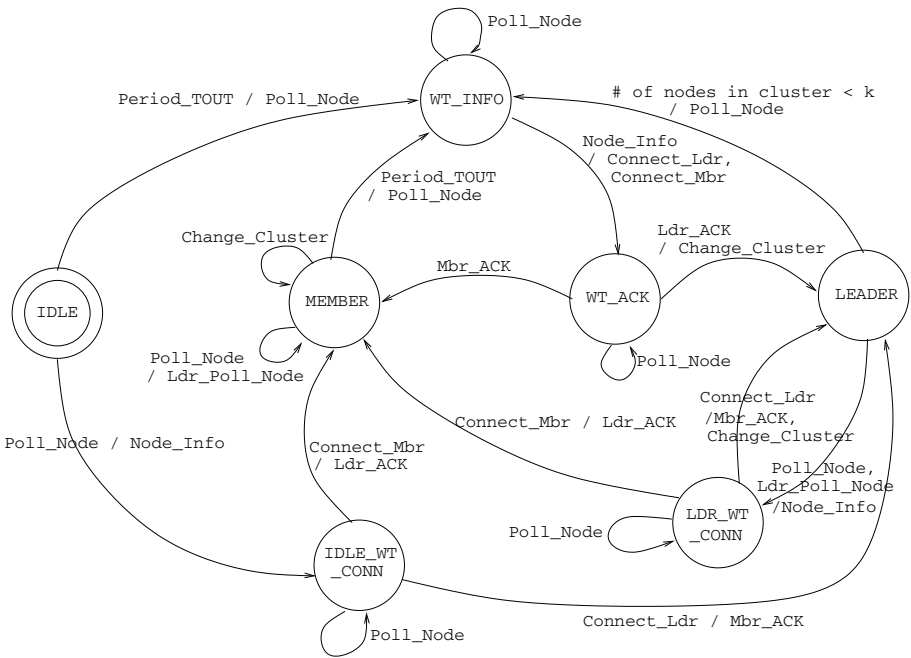 Poll_Node
WT_INFO
Period_TOUT / Poll_Node
# of nodes in cluster < k
/ Poll_Node
Node_Info
/ Connect_Ldr,
Connect_Mbr
Period_TOUT
/ Poll_Node
Change_Cluster
Ldr_ACK
/ Change_Cluster
Mbr_ACK
IDLE
MEMBER
WT_ACK
LEADER
Poll_Node
/ Ldr_Poll_Node
Poll_Node
Connect_Ldr
/Mbr_ACK,
Change_Cluster
Connect_Mbr / Ldr_ACK
Poll_Node / Node_Info
Connect_Mbr
/ Ldr_ACK
Poll_Node,
Ldr_Poll_Node
/Node_Info
LDR_WT
_CONN
Poll_Node
IDLE_WT
_CONN
Connect_Ldr / Mbr_ACK
Poll_Node